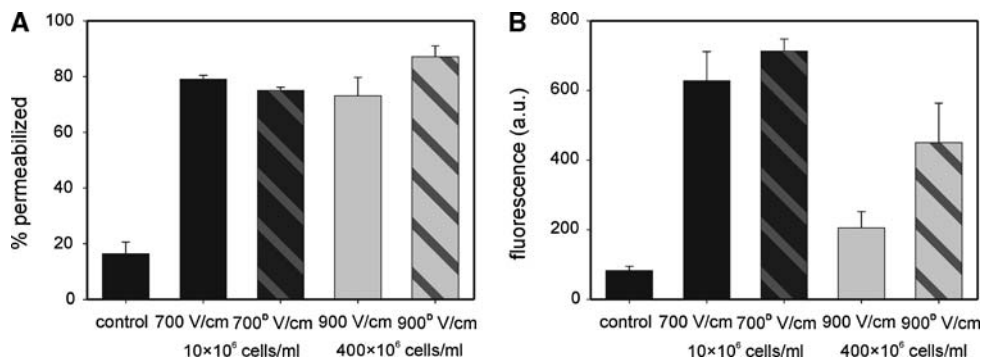 A
% permeabilized
100
80
60
40
20
0
control 700 V/cm 700ᴰ V/cm 900 V/cm 900ᴰ V/cm
10×10⁶ cells/ml 400×10⁶ cells/ml
B
fluorescence (a.u.)
800
600
400
200
0
control 700 V/cm 700ᴰ V/cm 900 V/cm 900ᴰ V/cm
10×10⁶ cells/ml 400×10⁶ cells/ml